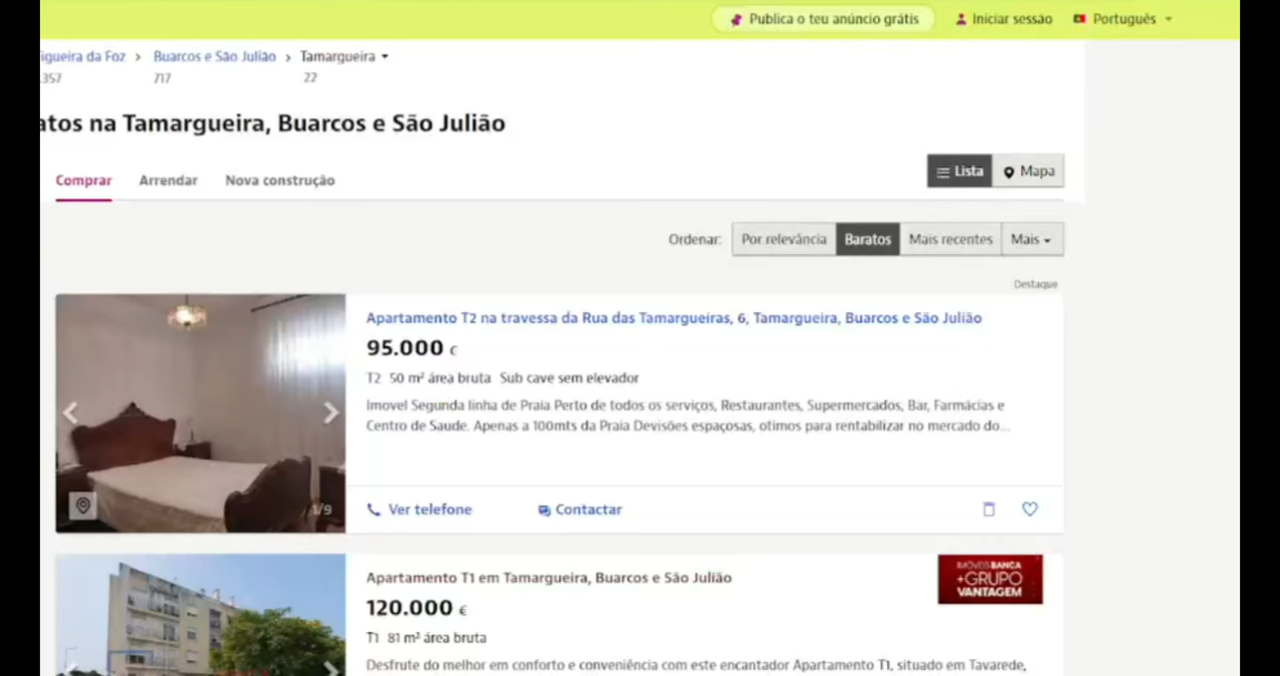 Publica o teu anúncio grátis
Iniciar sessão
Português
igueira da Foz › Buarcos e São Julião › Tamargueira
357 717 22
atos na Tamargueira, Buarcos e São Julião
Comprar Arrendar Nova construção
Lista Mapa
Ordenar: Por relevância Baratos Mais recentes Mais
Destaque
Apartamento T2 na travessa da Rua das Tamargueiras, 6, Tamargueira, Buarcos e São Julião
95.000 €
T2 50 m² área bruta Sub cave sem elevador
Imovel Segunda linha de Praia Perto de todos os serviços, Restaurantes, Supermercados, Bar, Farmácias e
Centro de Saude. Apenas a 100mts da Praia Devisões espaçosas, otimos para rentabilizar no mercado do...
1/9
Ver telefone Contactar
Apartamento T1 em Tamargueira, Buarcos e São Julião
IMÓVEIS BANCA
+GRUPO
VANTAGEM
120.000 €
T1 81 m² área bruta
Desfrute do melhor em conforto e conveniência com este encantador Apartamento T1, situado em Tavarede,